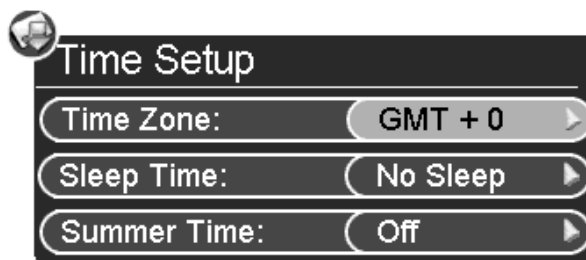 Time Setup
Time Zone: GMT + 0
Sleep Time: No Sleep
Summer Time: Off